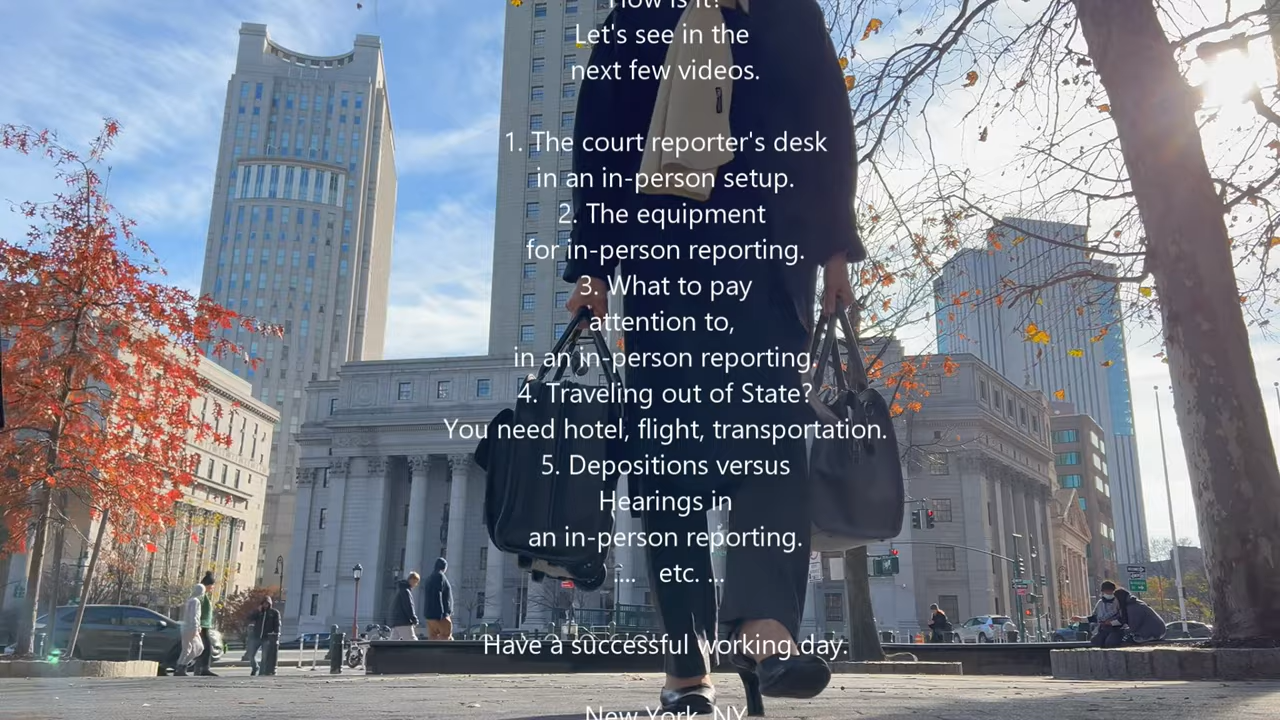 How is it?
Let's see in the
next few videos.
1. The court reporter's desk
in an in-person setup.
2. The equipment
for in-person reporting.
3. What to pay
attention to,
in an in-person reporting.
4. Traveling out of State?
You need hotel, flight, transportation.
5. Depositions versus
Hearings in
an in-person reporting.
.... etc. ...
Have a successful working day.
New York, NY